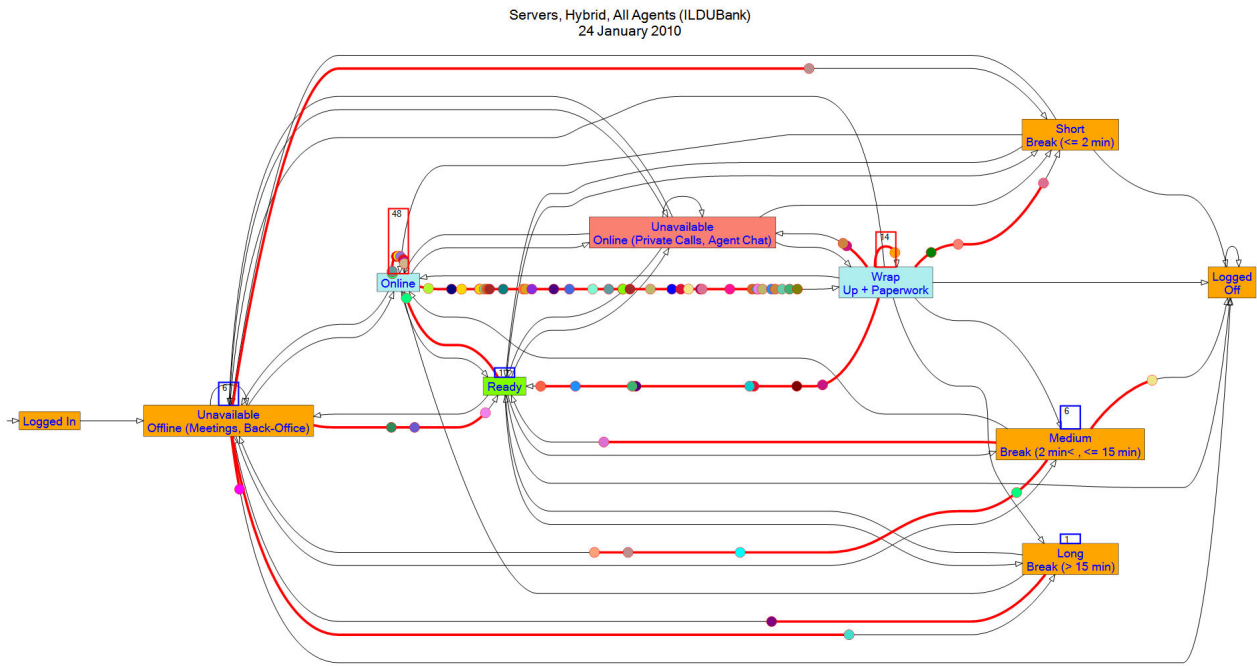 Servers, Hybrid, All Agents (ILDUBank)
24 January 2010
Short
Break (<= 2 min)
48
Unavailable
Online (Private Calls, Agent Chat)
14
Online
Wrap
Up + Paperwork
Logged
Off
Ready
6
Logged In
Unavailable
Offline (Meetings, Back-Office)
6
Medium
Break (2 min< , <= 15 min)
1
Long
Break (> 15 min)